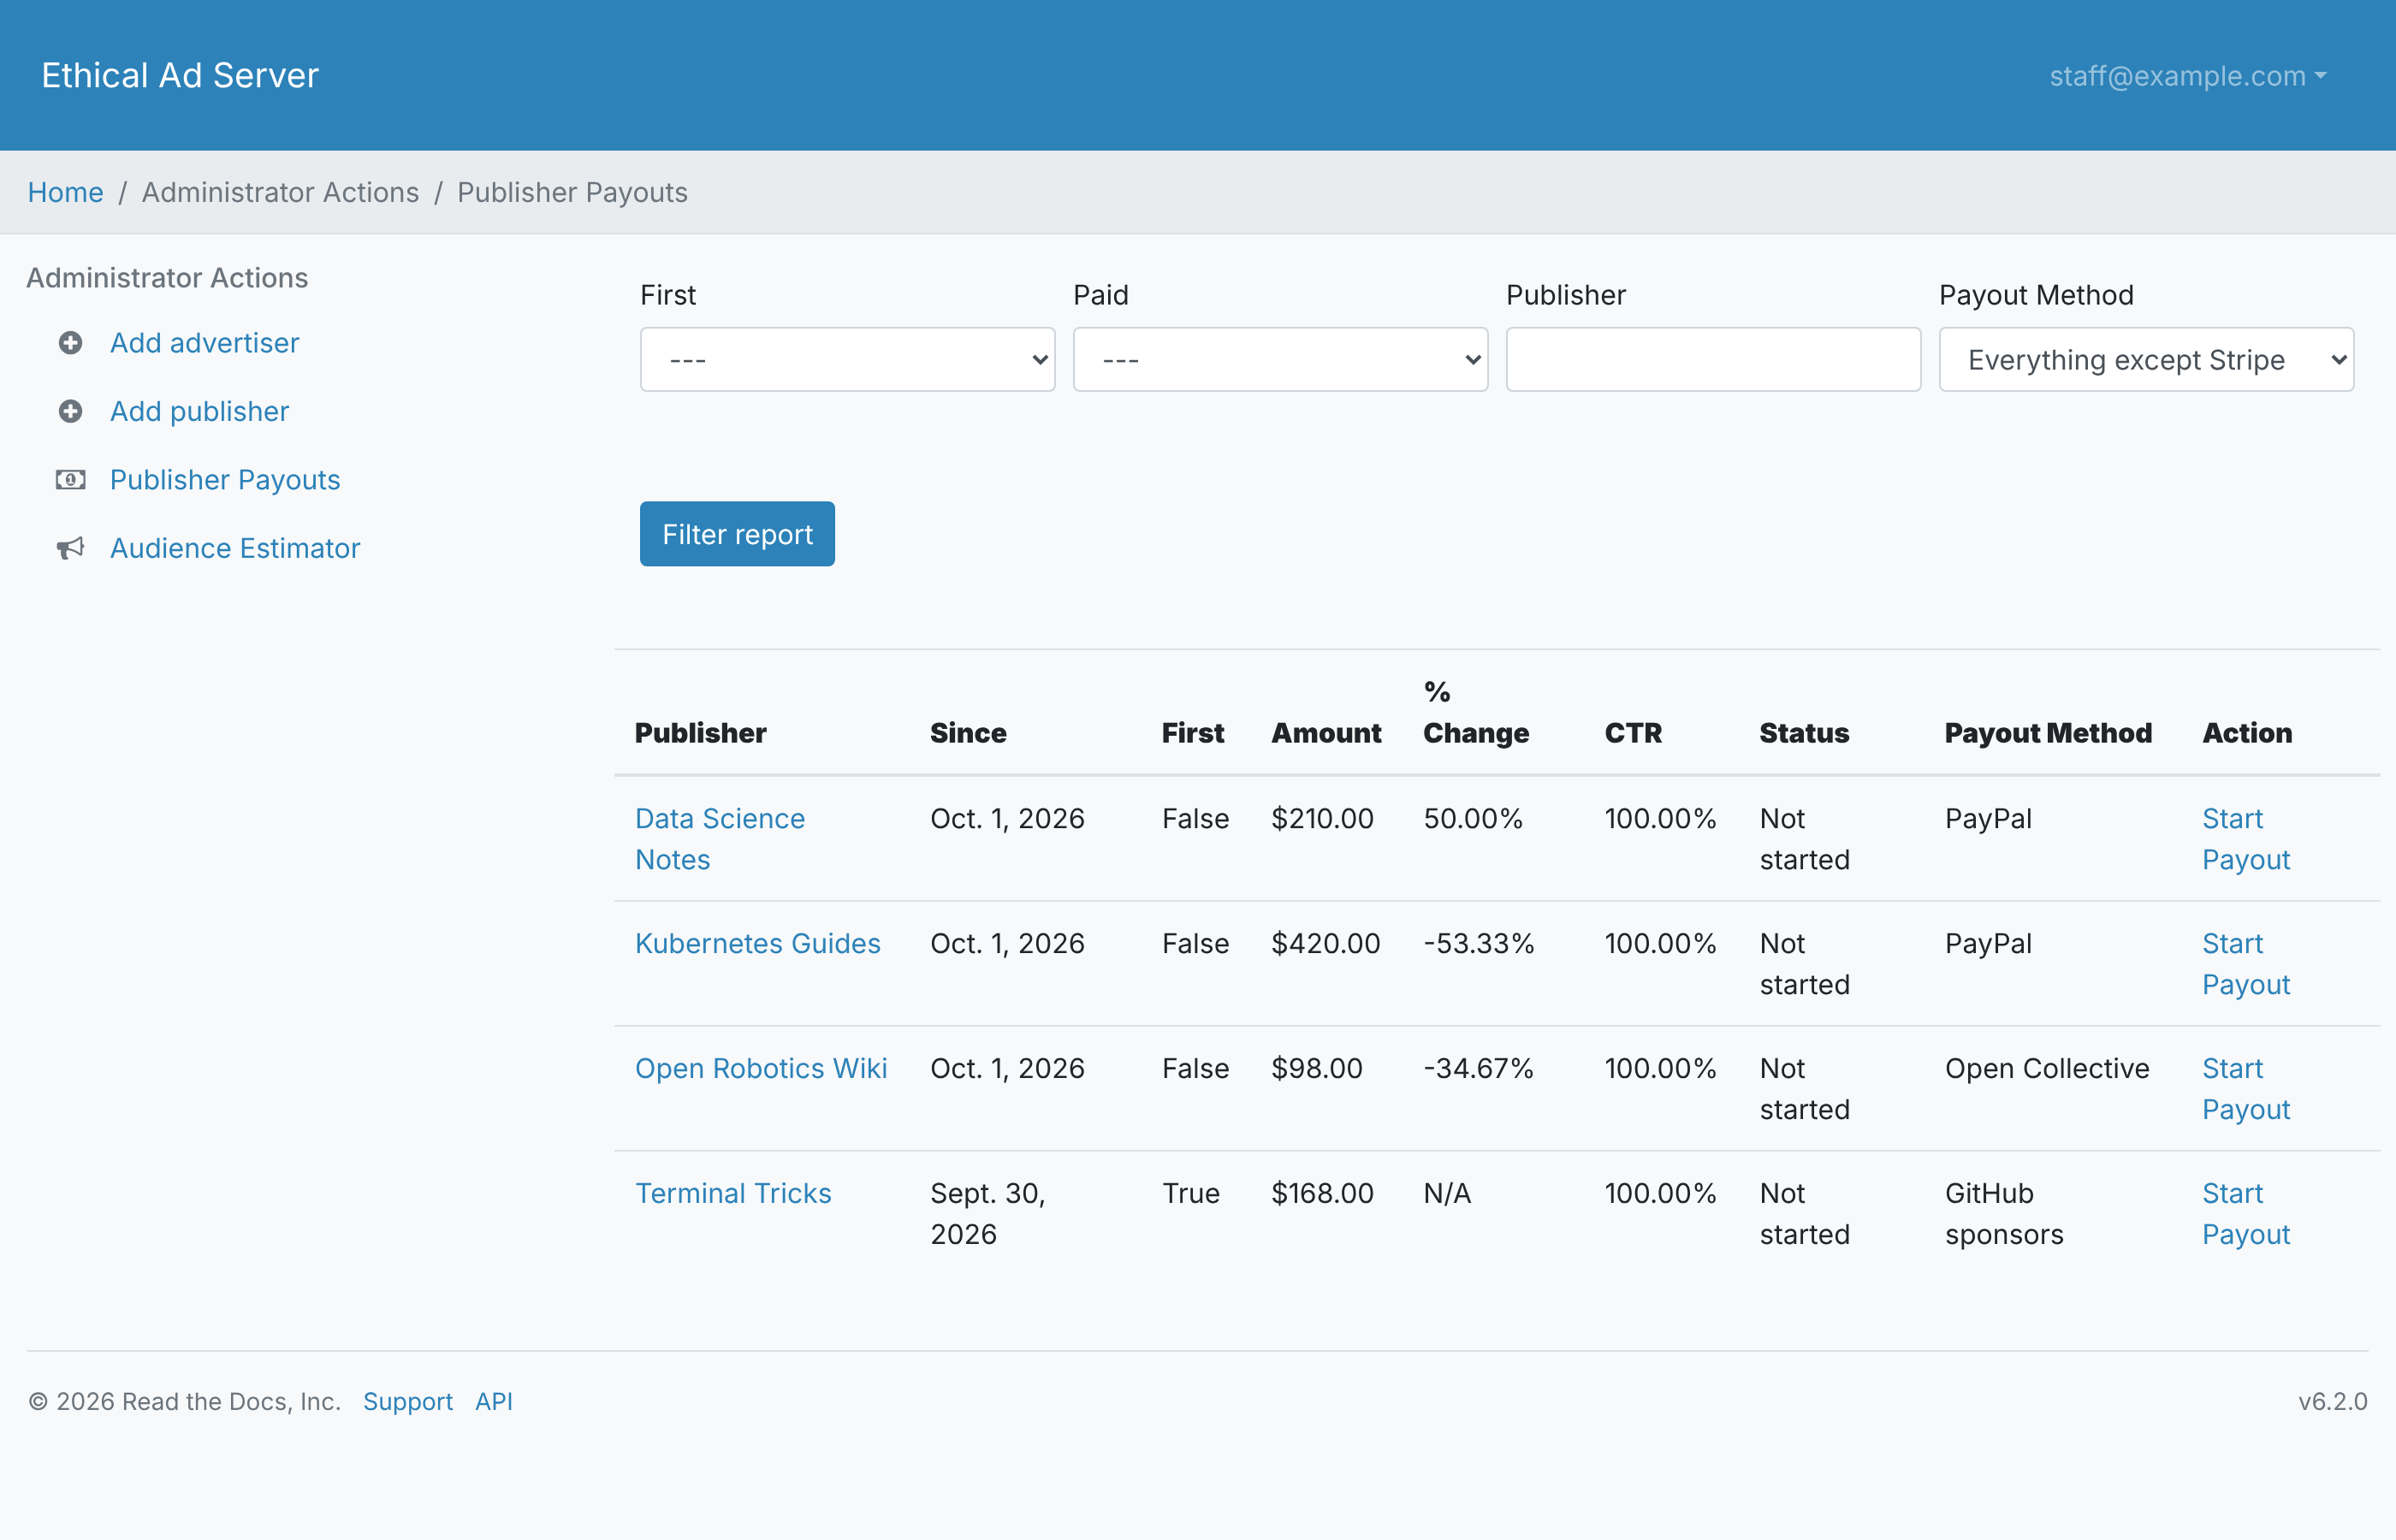 Ethical Ad Server
staff@example.com
Home / Administrator Actions / Publisher Payouts
Administrator Actions
Add advertiser
Add publisher
Publisher Payouts
Audience Estimator
First
Paid
Publisher
Payout Method
---
---
Everything except Stripe
Filter report
Publisher Since First Amount % Change CTR Status Payout Method Action
Data Science Notes Oct. 1, 2026 False $210.00 50.00% 100.00% Not started PayPal Start Payout
Kubernetes Guides Oct. 1, 2026 False $420.00 -53.33% 100.00% Not started PayPal Start Payout
Open Robotics Wiki Oct. 1, 2026 False $98.00 -34.67% 100.00% Not started Open Collective Start Payout
Terminal Tricks Sept. 30, 2026 True $168.00 N/A 100.00% Not started GitHub sponsors Start Payout
© 2026 Read the Docs, Inc. Support API
v6.2.0